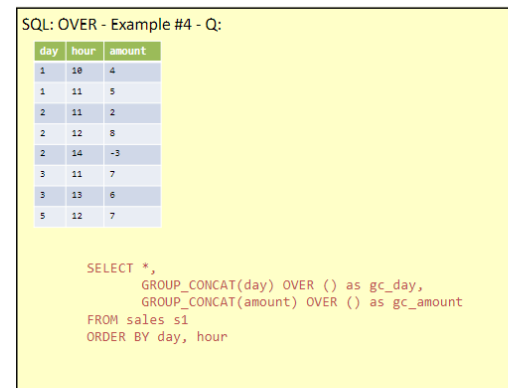 SQL: OVER - Example #4 - Q:
day hour amount
1 10 4
1 11 5
2 11 2
2 12 8
2 14 -3
3 11 7
3 13 6
5 12 7
SELECT *,
GROUP_CONCAT(day) OVER () as gc_day,
GROUP_CONCAT(amount) OVER () as gc_amount
FROM sales s1
ORDER BY day, hour